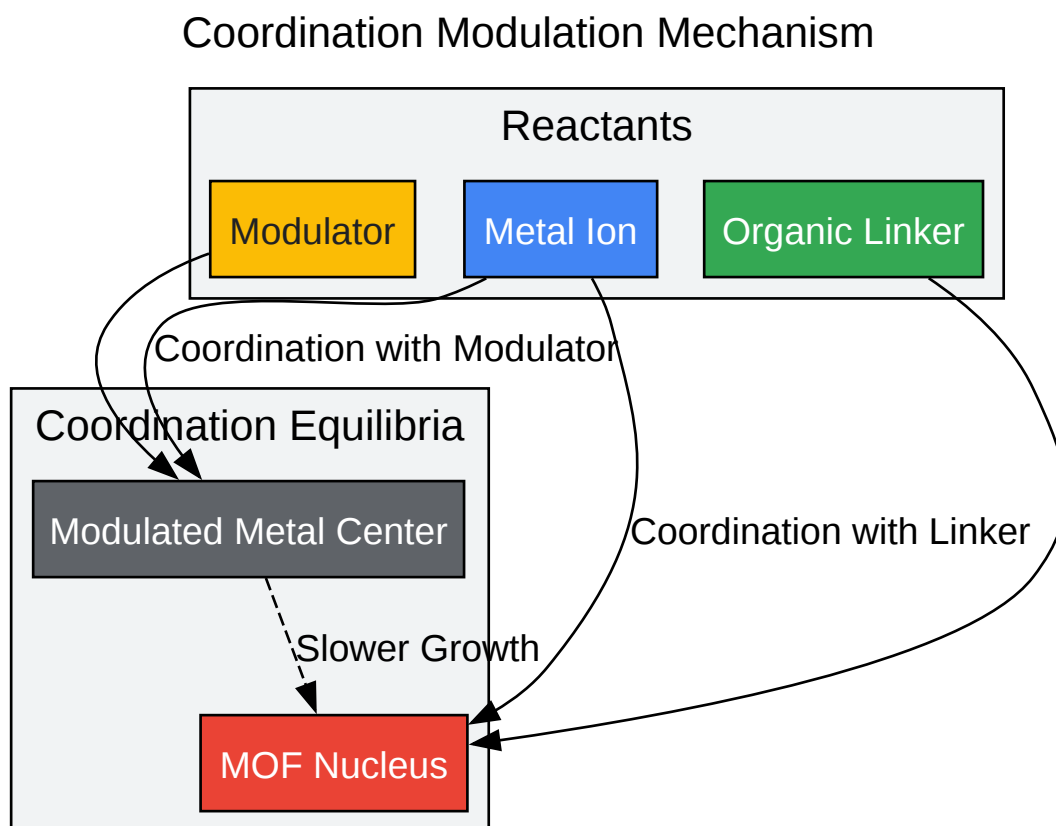 Coordination Modulation Mechanism
Reactants
Modulator
Metal Ion
Organic Linker
Coordination with Modulator
Coordination Equilibria
Modulated Metal Center
Coordination with Linker
Slower Growth
MOF Nucleus